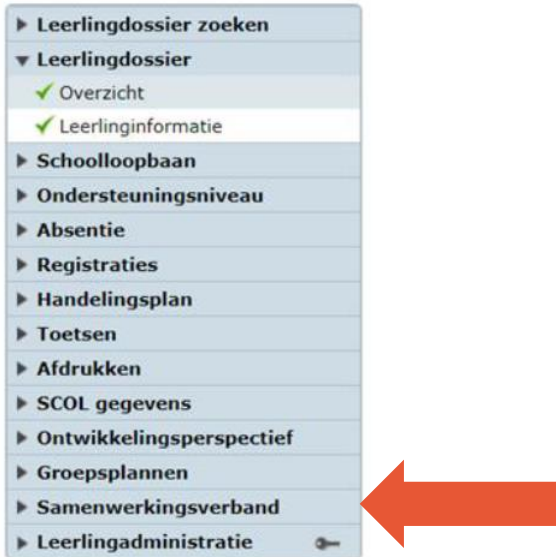 Leerlingdossier zoeken
Leerlingdossier
Overzicht
Leerlinginformatie
Schoolloopbaan
Ondersteuningsniveau
Absentie
Registraties
Handelingsplan
Toetsen
Afdrukken
SCOL gegevens
Ontwikkelingsperspectief
Groepsplannen
Samenwerkingsverband
Leerlingadministratie